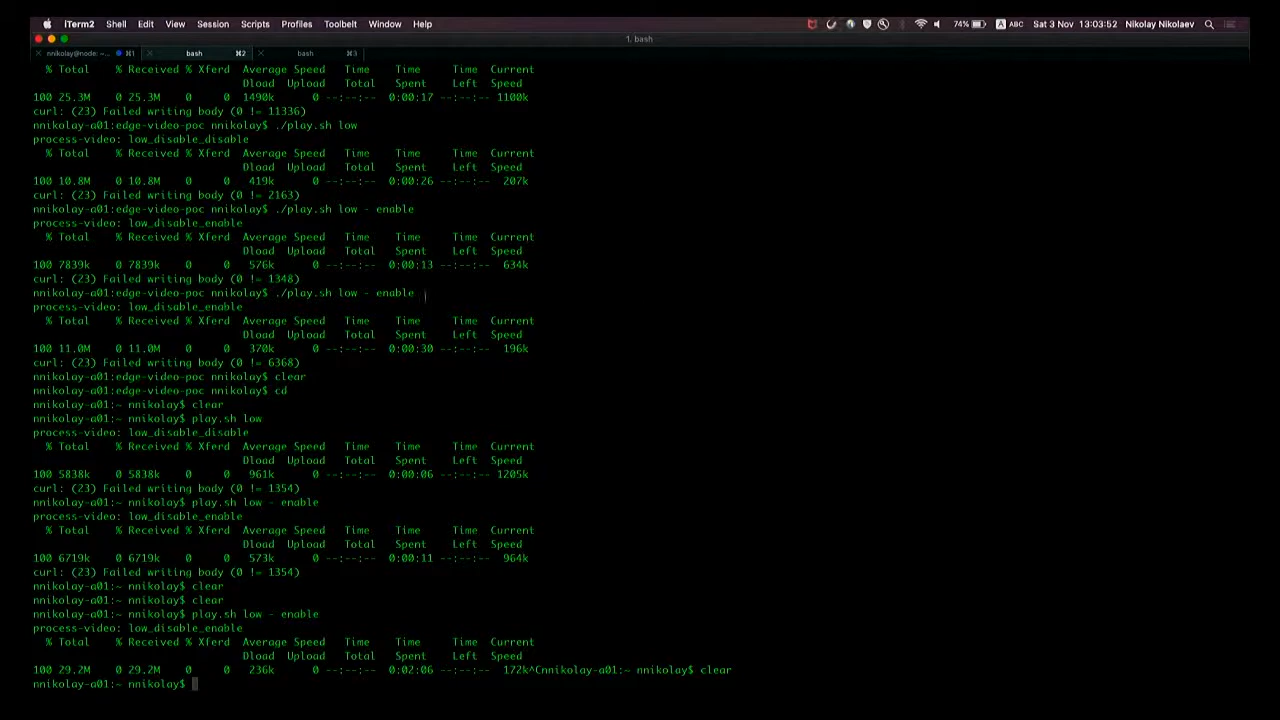 iTerm2 Shell Edit View Session Scripts Profiles Toolbelt Window Help 74% A ABC Sat 3 Nov 13:03:52 Nikolay Nikolaev
1. bash
nnikolay@node: ~... ⌘1 bash ⌘2 bash ⌘3
% Total % Received % Xferd Average Speed Time Time Time Current
Dload Upload Total Spent Left Speed
100 25.3M 0 25.3M 0 0 1490k 0 --:--:-- 0:00:17 --:--:-- 1100k
curl: (23) Failed writing body (0 != 11336)
nnikolay-a01:edge-video-poc nnikolay$ ./play.sh low
process-video: low_disable_disable
% Total % Received % Xferd Average Speed Time Time Time Current
Dload Upload Total Spent Left Speed
100 10.8M 0 10.8M 0 0 419k 0 --:--:-- 0:00:26 --:--:-- 207k
curl: (23) Failed writing body (0 != 2163)
nnikolay-a01:edge-video-poc nnikolay$ ./play.sh low - enable
process-video: low_disable_enable
% Total % Received % Xferd Average Speed Time Time Time Current
Dload Upload Total Spent Left Speed
100 7839k 0 7839k 0 0 576k 0 --:--:-- 0:00:13 --:--:-- 634k
curl: (23) Failed writing body (0 != 1348)
nnikolay-a01:edge-video-poc nnikolay$ ./play.sh low - enable
process-video: low_disable_enable
% Total % Received % Xferd Average Speed Time Time Time Current
Dload Upload Total Spent Left Speed
100 11.0M 0 11.0M 0 0 370k 0 --:--:-- 0:00:30 --:--:-- 196k
curl: (23) Failed writing body (0 != 6368)
nnikolay-a01:edge-video-poc nnikolay$ clear
nnikolay-a01:edge-video-poc nnikolay$ cd
nnikolay-a01:~ nnikolay$ clear
nnikolay-a01:~ nnikolay$ play.sh low
process-video: low_disable_disable
% Total % Received % Xferd Average Speed Time Time Time Current
Dload Upload Total Spent Left Speed
100 5838k 0 5838k 0 0 961k 0 --:--:-- 0:00:06 --:--:-- 1205k
curl: (23) Failed writing body (0 != 1354)
nnikolay-a01:~ nnikolay$ play.sh low - enable
process-video: low_disable_enable
% Total % Received % Xferd Average Speed Time Time Time Current
Dload Upload Total Spent Left Speed
100 6719k 0 6719k 0 0 573k 0 --:--:-- 0:00:11 --:--:-- 964k
curl: (23) Failed writing body (0 != 1354)
nnikolay-a01:~ nnikolay$ clear
nnikolay-a01:~ nnikolay$ clear
nnikolay-a01:~ nnikolay$ play.sh low - enable
process-video: low_disable_enable
% Total % Received % Xferd Average Speed Time Time Time Current
Dload Upload Total Spent Left Speed
100 29.2M 0 29.2M 0 0 236k 0 --:--:-- 0:02:06 --:--:-- 172k^Cnnikolay-a01:~ nnikolay$ clear
nnikolay-a01:~ nnikolay$